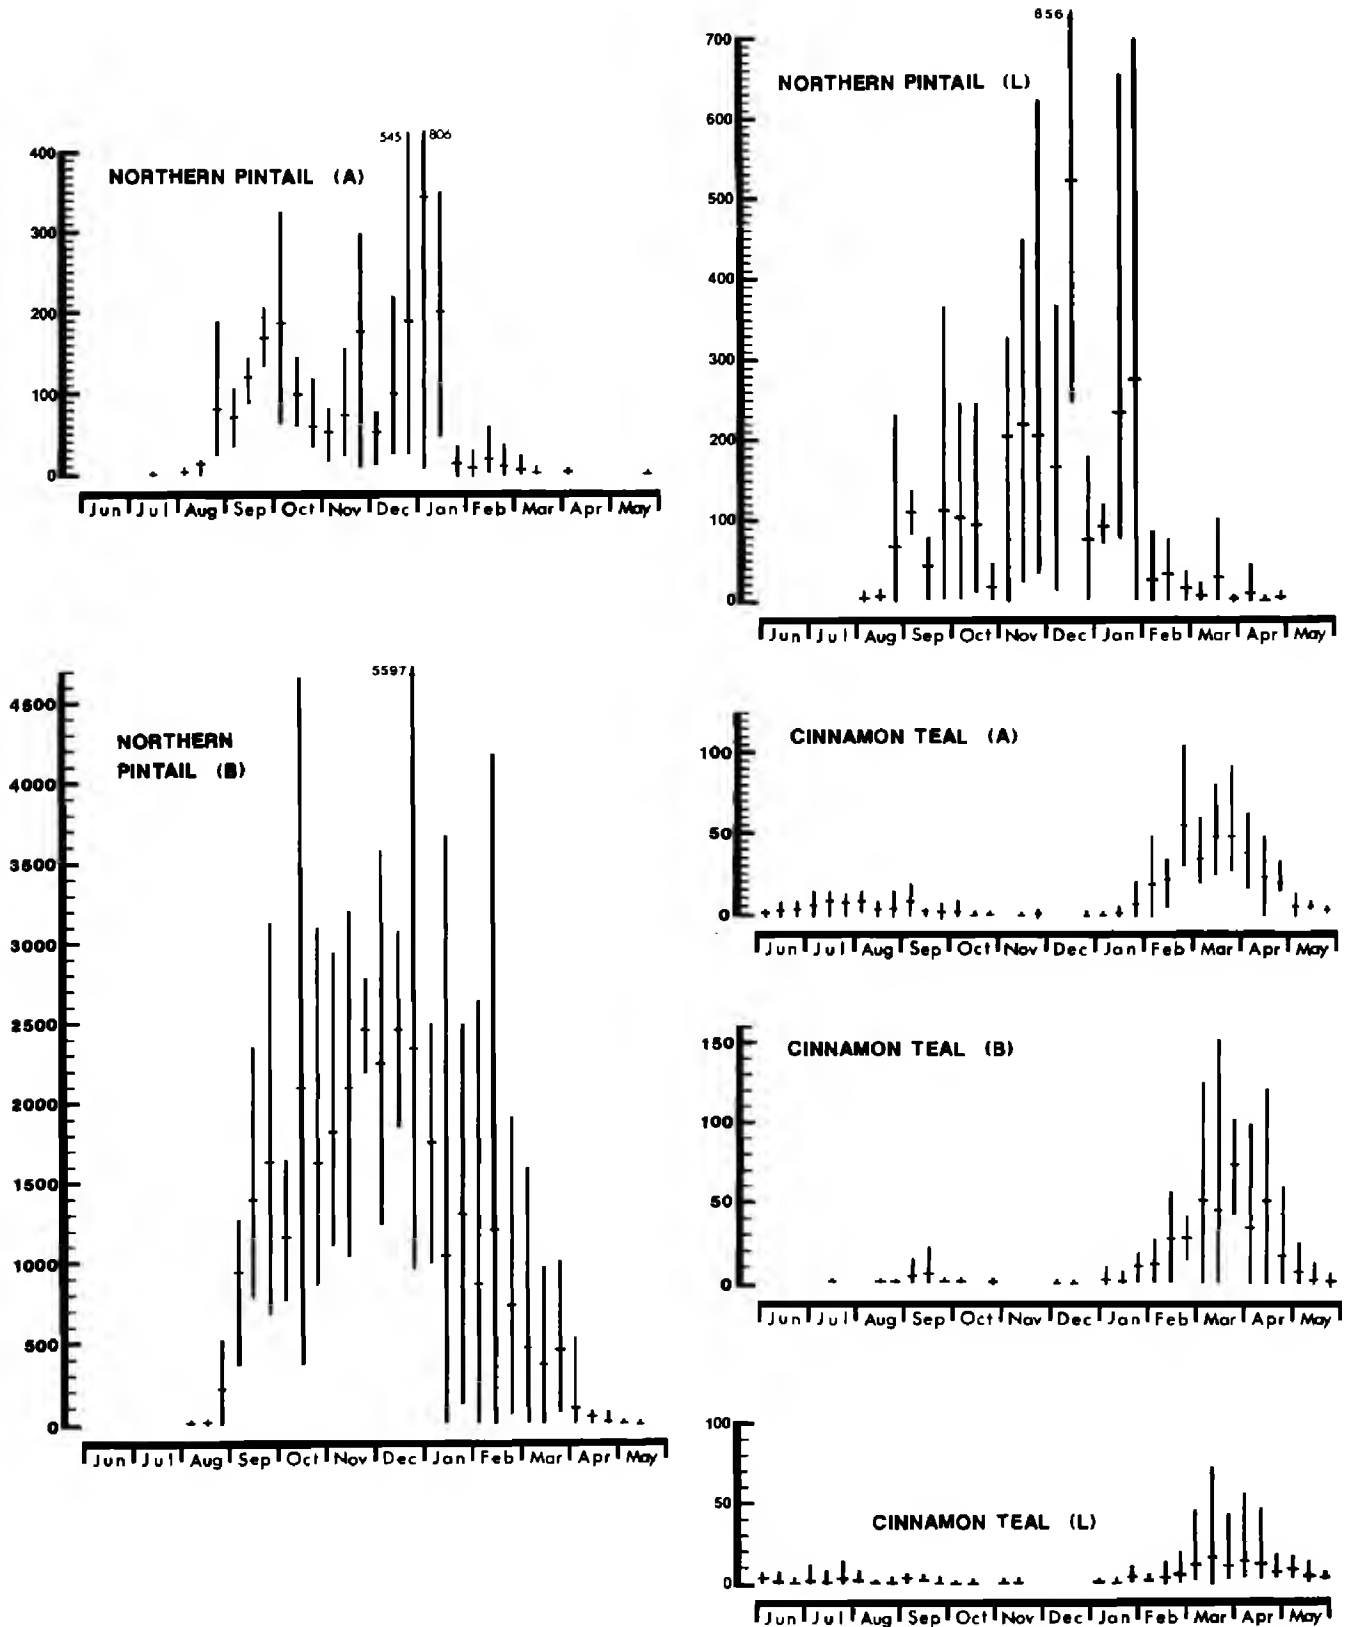 NORTHERN PINTAIL (A)
545
806
400
300
200
100
0
Jun Jul Aug Sep Oct Nov Dec Jan Feb Mar Apr May
NORTHERN
PINTAIL (B)
5597
4500
4000
3500
3000
2500
2000
1500
1000
500
0
Jun Jul Aug Sep Oct Nov Dec Jan Feb Mar Apr May
NORTHERN PINTAIL (L)
856
700
600
500
400
300
200
100
0
Jun Jul Aug Sep Oct Nov Dec Jan Feb Mar Apr May
CINNAMON TEAL (A)
100
50
0
Jun Jul Aug Sep Oct Nov Dec Jan Feb Mar Apr May
CINNAMON TEAL (B)
150
100
50
0
Jun Jul Aug Sep Oct Nov Dec Jan Feb Mar Apr May
CINNAMON TEAL (L)
100
50
0
Jun Jul Aug Sep Oct Nov Dec Jan Feb Mar Apr May